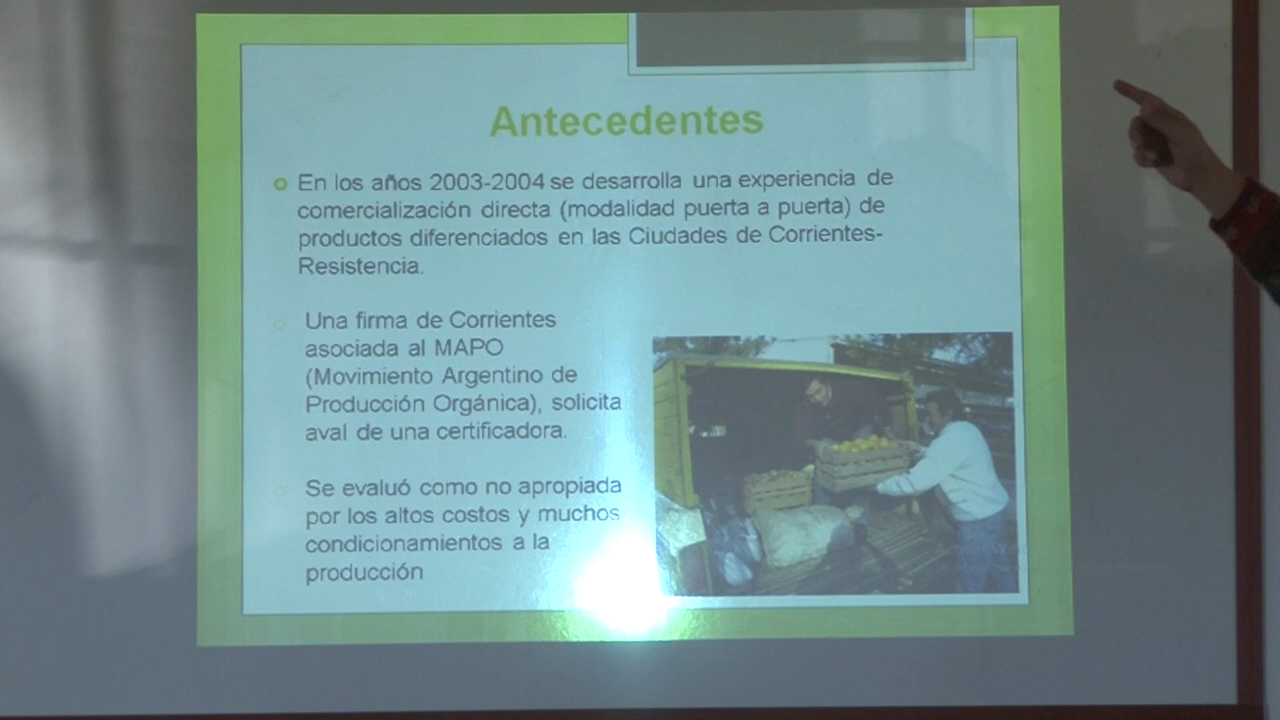 Antecedentes
En los años 2003-2004 se desarrolla una experiencia de
comercialización directa (modalidad puerta a puerta) de
productos diferenciados en las Ciudades de Corrientes-
Resistencia.
Una firma de Corrientes
asociada al MAPO
(Movimiento Argentino de
Producción Orgánica), solicita
aval de una certificadora.
Se evaluó como no apropiada
por los altos costos y muchos
condicionamientos a la
producción